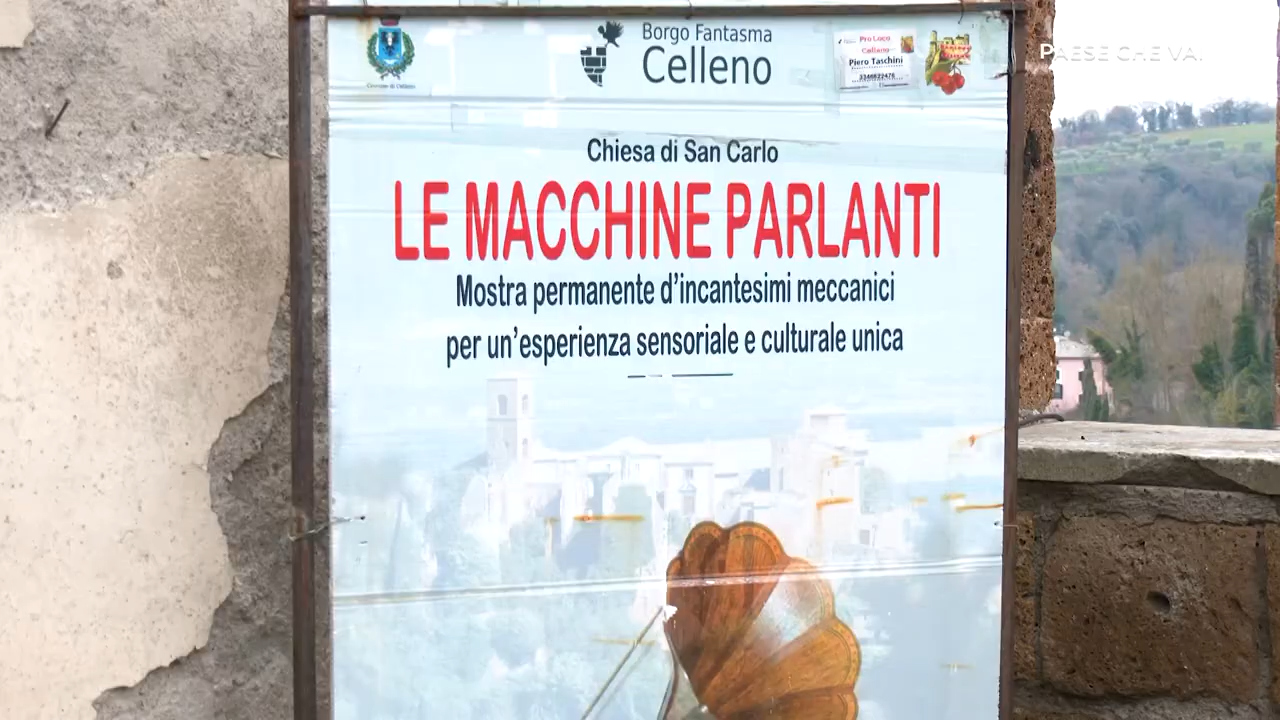 Borgo Fantasma
Celleno
Pro Loco
Celleno
Piero Taschini
PAESE CHE VAI
Chiesa di San Carlo
LE MACCHINE PARLANTI
Mostra permanente d'incantesimi meccanici
per un'esperienza sensoriale e culturale unica